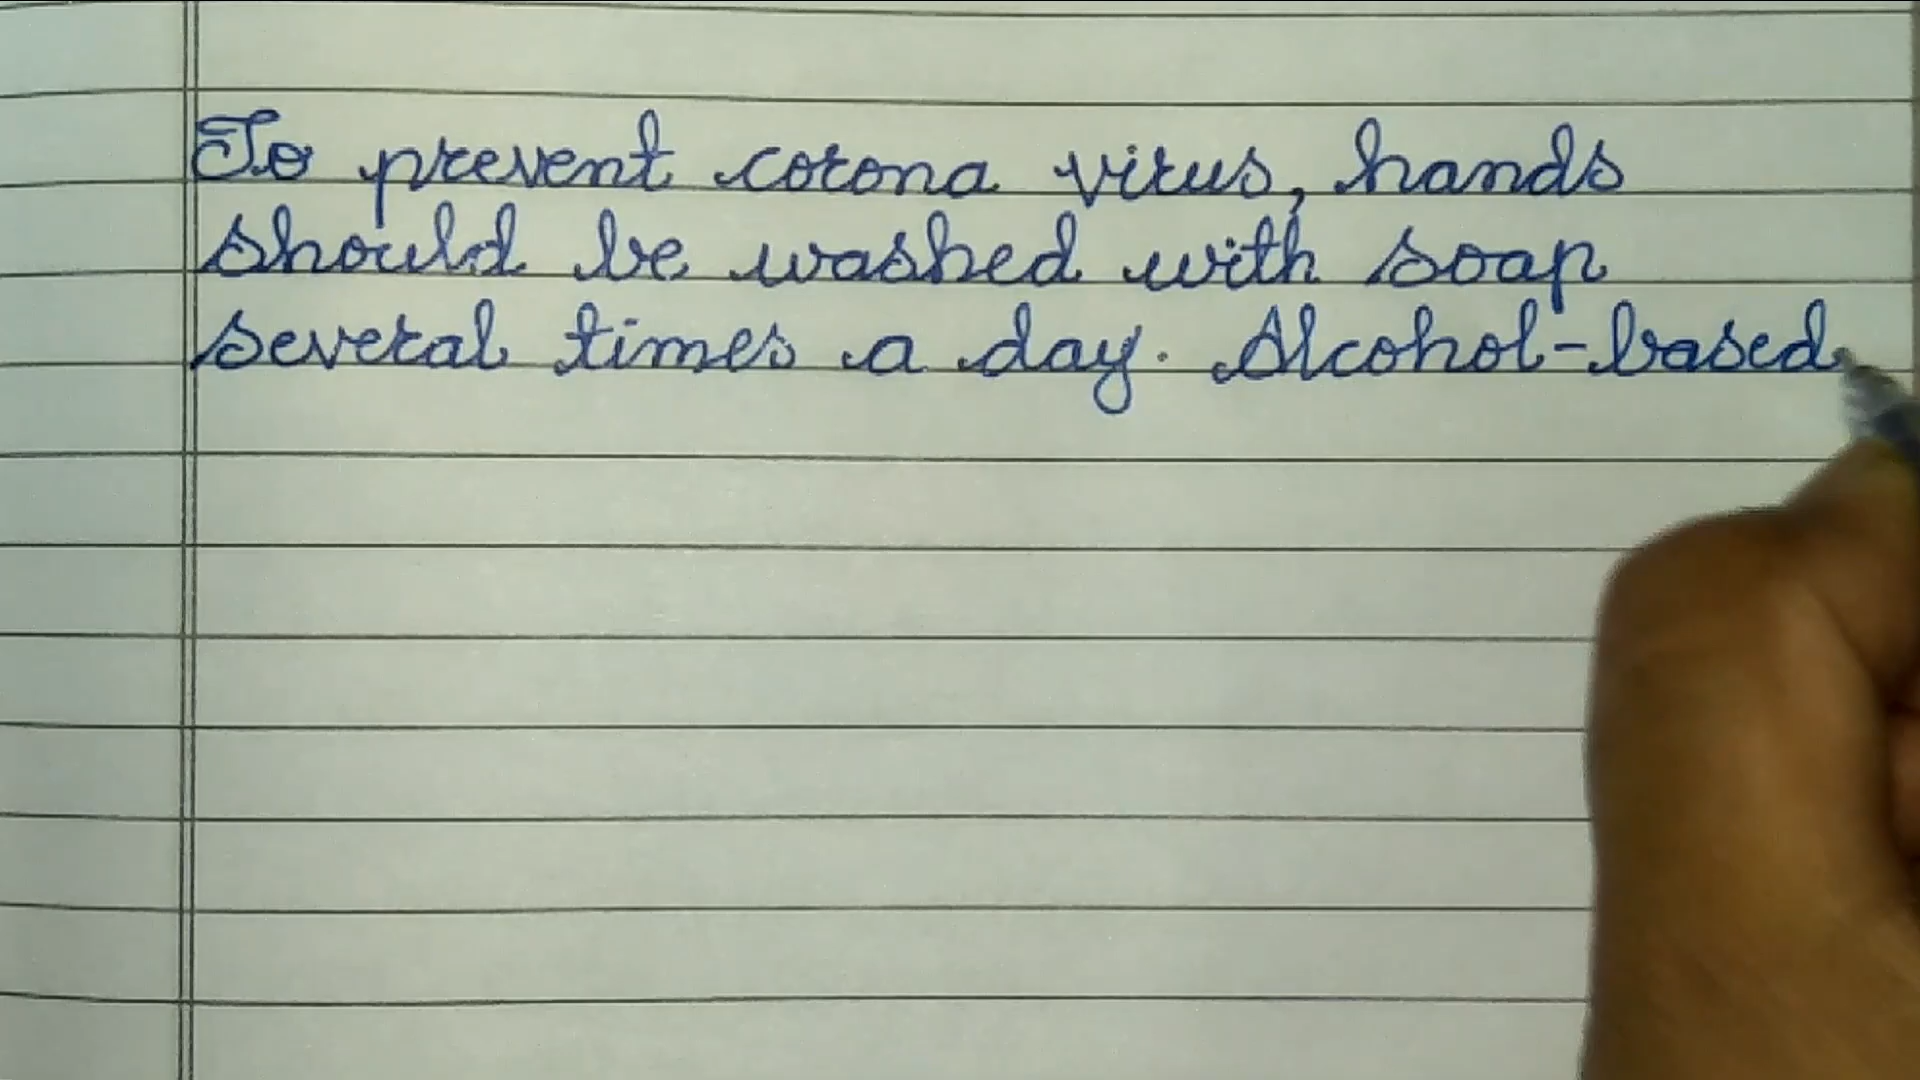 To prevent corona virus, hands
should be washed with soap
several times a day. Alcohol-based